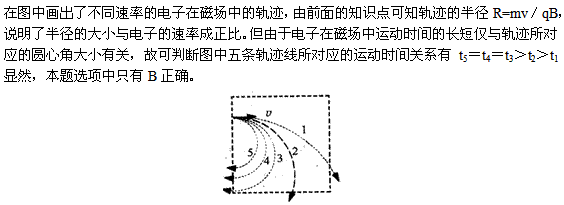 在图中画出了不同速率的电子在磁场中的轨迹，由前面的知识点可知轨迹的半径 R=mv／qB，
说明了半径的大小与电子的速率成正比。但由于电子在磁场中运动时间的长短仅与轨迹所对
应的圆心角大小有关，故可判断图中五条轨迹线所对应的运动时间关系有 t5＝t4＝t3＞t2＞t1
显然，本题选项中只有 B 正确。
v
1
2
3
4
5